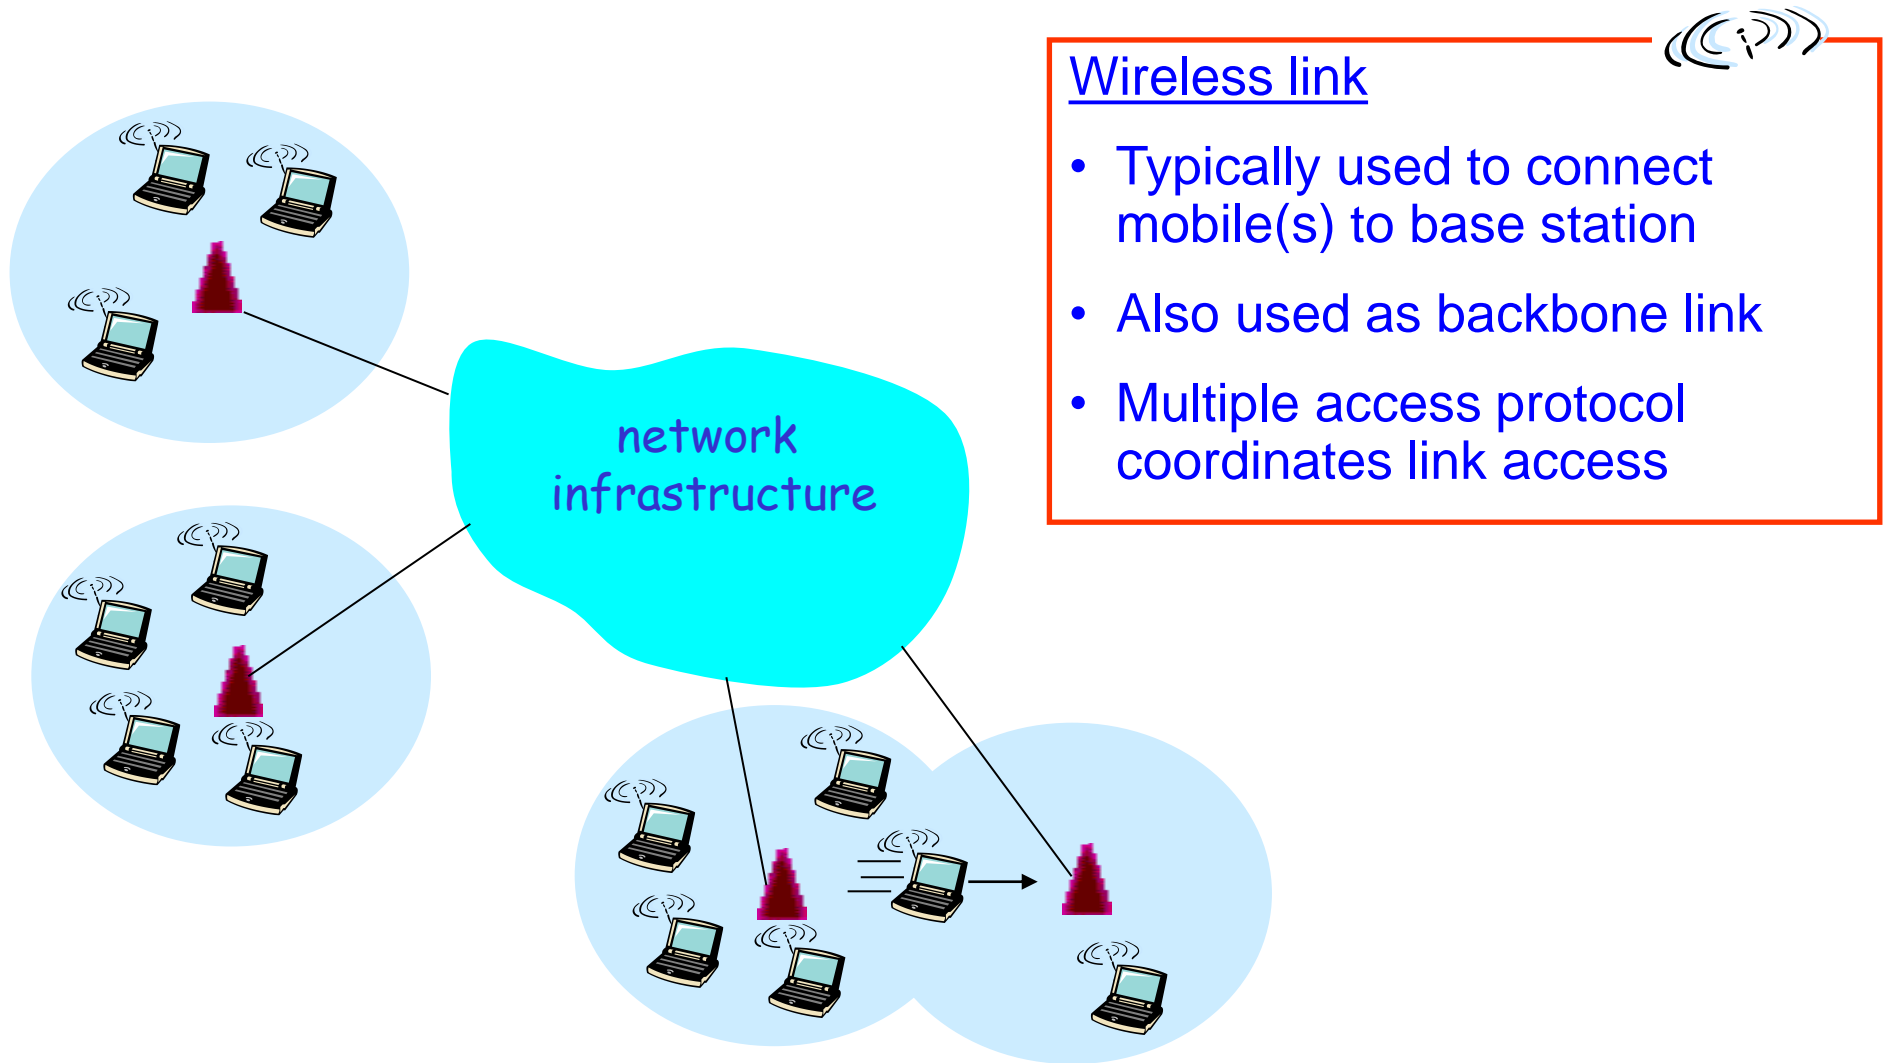 Wireless link
• Typically used to connect
mobile(s) to base station
• Also used as backbone link
• Multiple access protocol
coordinates link access
network
infrastructure